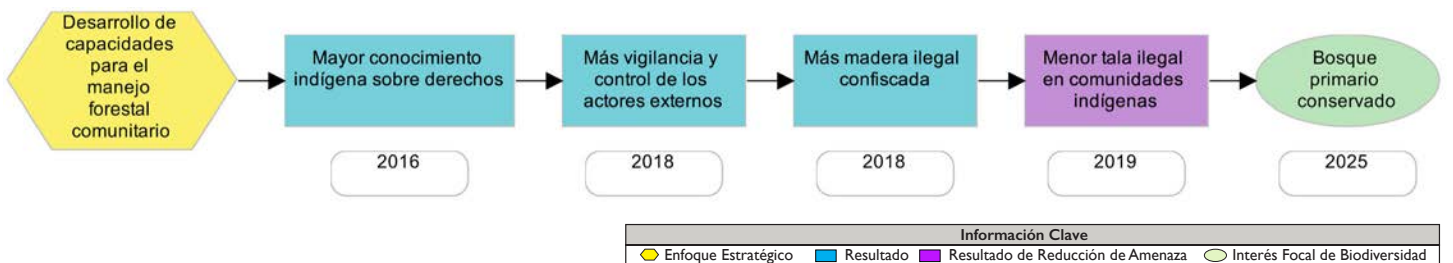 Desarrollo de
capacidades
para el
manejo
forestal
comunitario
Mayor conocimiento
indígena sobre derechos
Más vigilancia y
control de los
actores externos
Más madera ilegal
confiscada
Menor tala ilegal
en comunidades
indígenas
Bosque
primario
conservado
2016
2018
2018
2019
2025
Información Clave
Enfoque Estratégico
Resultado
Resultado de Reducción de Amenaza
Interés Focal de Biodiversidad